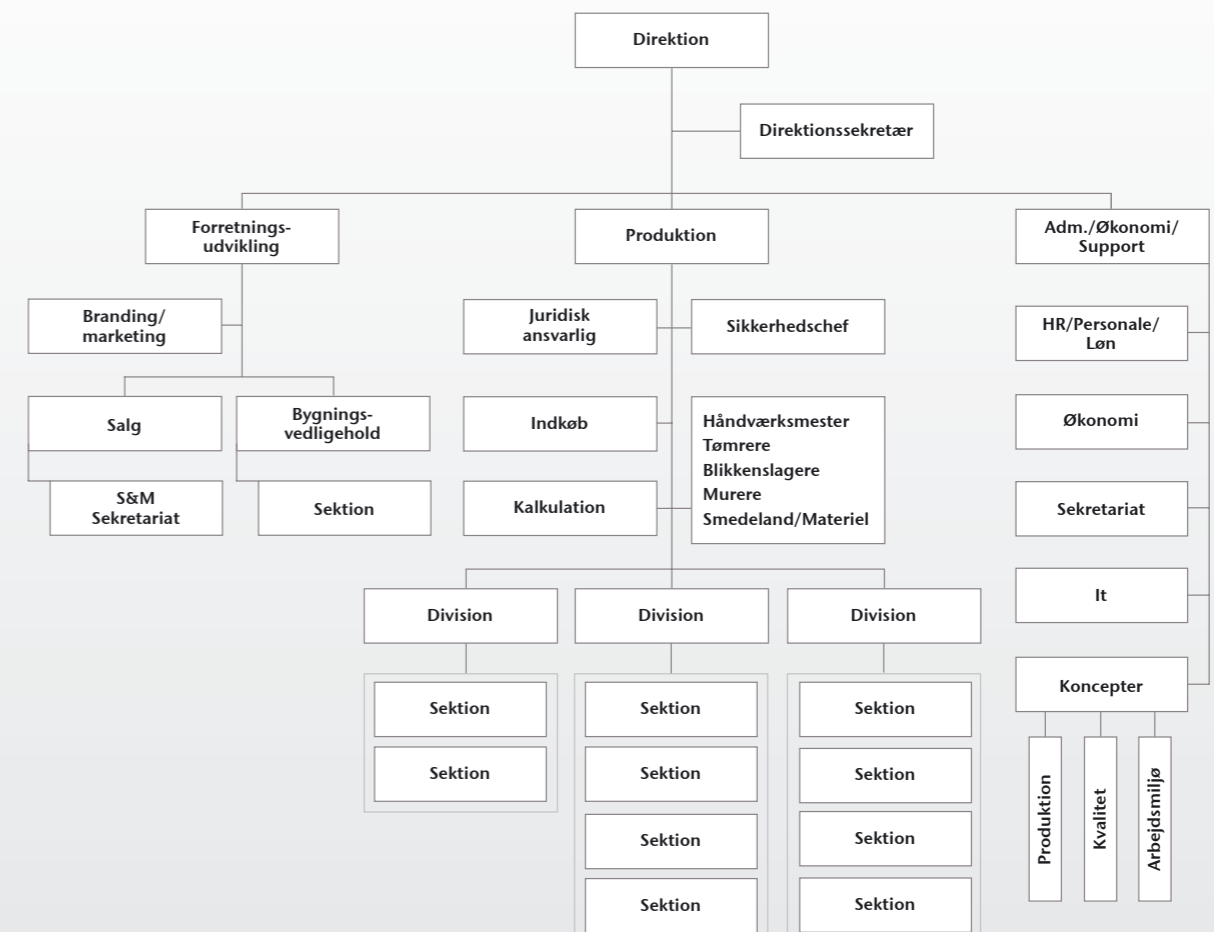 Direktion
Direktionssekretær
Forretnings-
udvikling
Produktion
Adm./Økonomi/
Support
Branding/
marketing
Juridisk
ansvarlig
Sikkerhedschef
HR/Personale/
Løn
Salg
Bygnings-
vedligehold
Indkøb
Håndværksmester
Tømrere
Blikkenslagere
Murere
Smedeland/Materiel
Økonomi
S&M
Sekretariat
Sektion
Kalkulation
Sekretariat
Division
Division
Division
It
Sektion
Sektion
Sektion
Koncepter
Sektion
Sektion
Sektion
Sektion
Sektion
Sektion
Sektion
Produktion
Kvalitet
Arbejdsmiljø